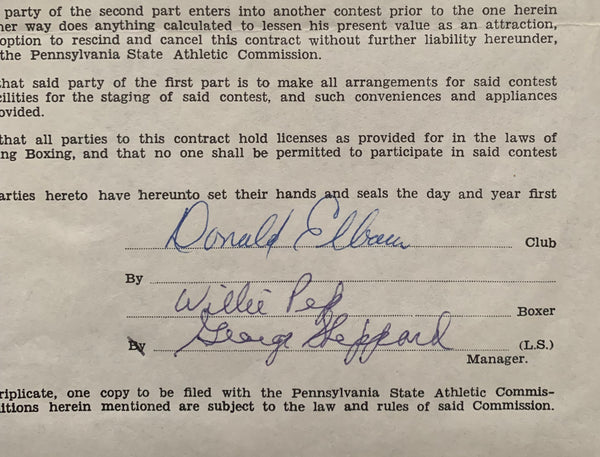 party of the second part enters into another contest prior to the one herein
her way does anything calculated to lessen his present value as an attraction,
option to rescind and cancel this contract without further liability hereunder,
the Pennsylvania State Athletic Commission.
that said party of the first part is to make all arrangements for said contest
cilities for the staging of said contest, and such conveniences and appliances
ovided.
that all parties to this contract hold licenses as provided for in the laws of
ng Boxing, and that no one shall be permitted to participate in said contest
arties hereto have hereunto set their hands and seals the day and year first
Donald Elbaum Club
By
Willie Pep Boxer
By George Sheppard (L.S.)
Manager.
riplicate, one copy to be filed with the Pennsylvania State Athletic Commis-
ditions herein mentioned are subject to the law and rules of said Commission.